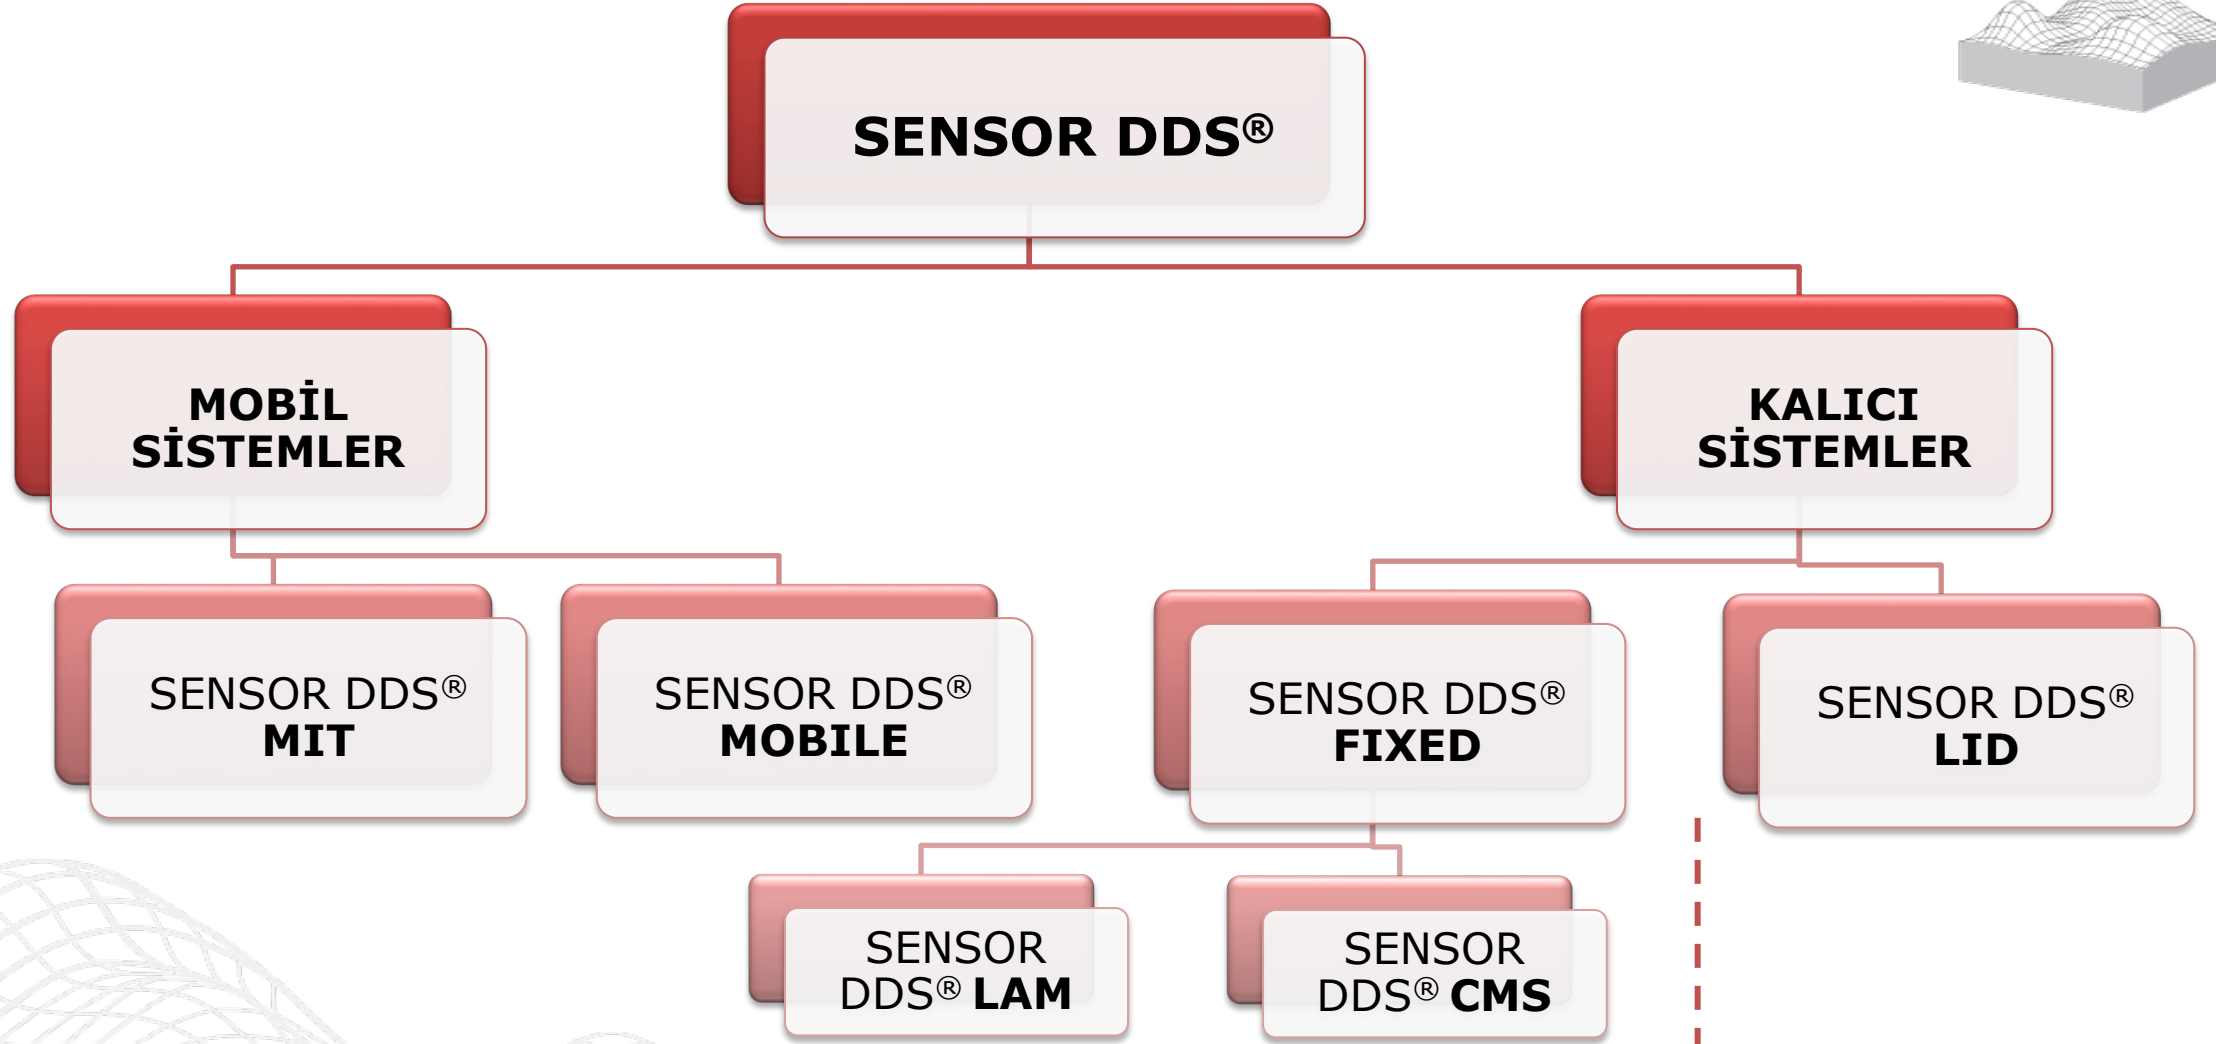 SENSOR DDS®
MOBİL
SİSTEMLER
KALICI
SİSTEMLER
SENSOR DDS®
MIT
SENSOR DDS®
MOBILE
SENSOR DDS®
FIXED
SENSOR DDS®
LID
SENSOR
DDS® LAM
SENSOR
DDS® CMS